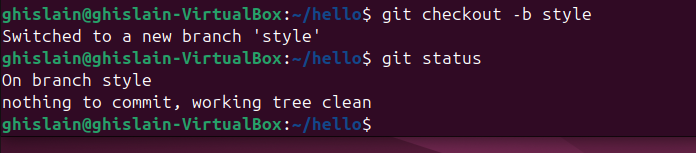 ghislain@ghislain-VirtualBox:~/hello$ git checkout -b style
Switched to a new branch 'style'
ghislain@ghislain-VirtualBox:~/hello$ git status
On branch style
nothing to commit, working tree clean
ghislain@ghislain-VirtualBox:~/hello$